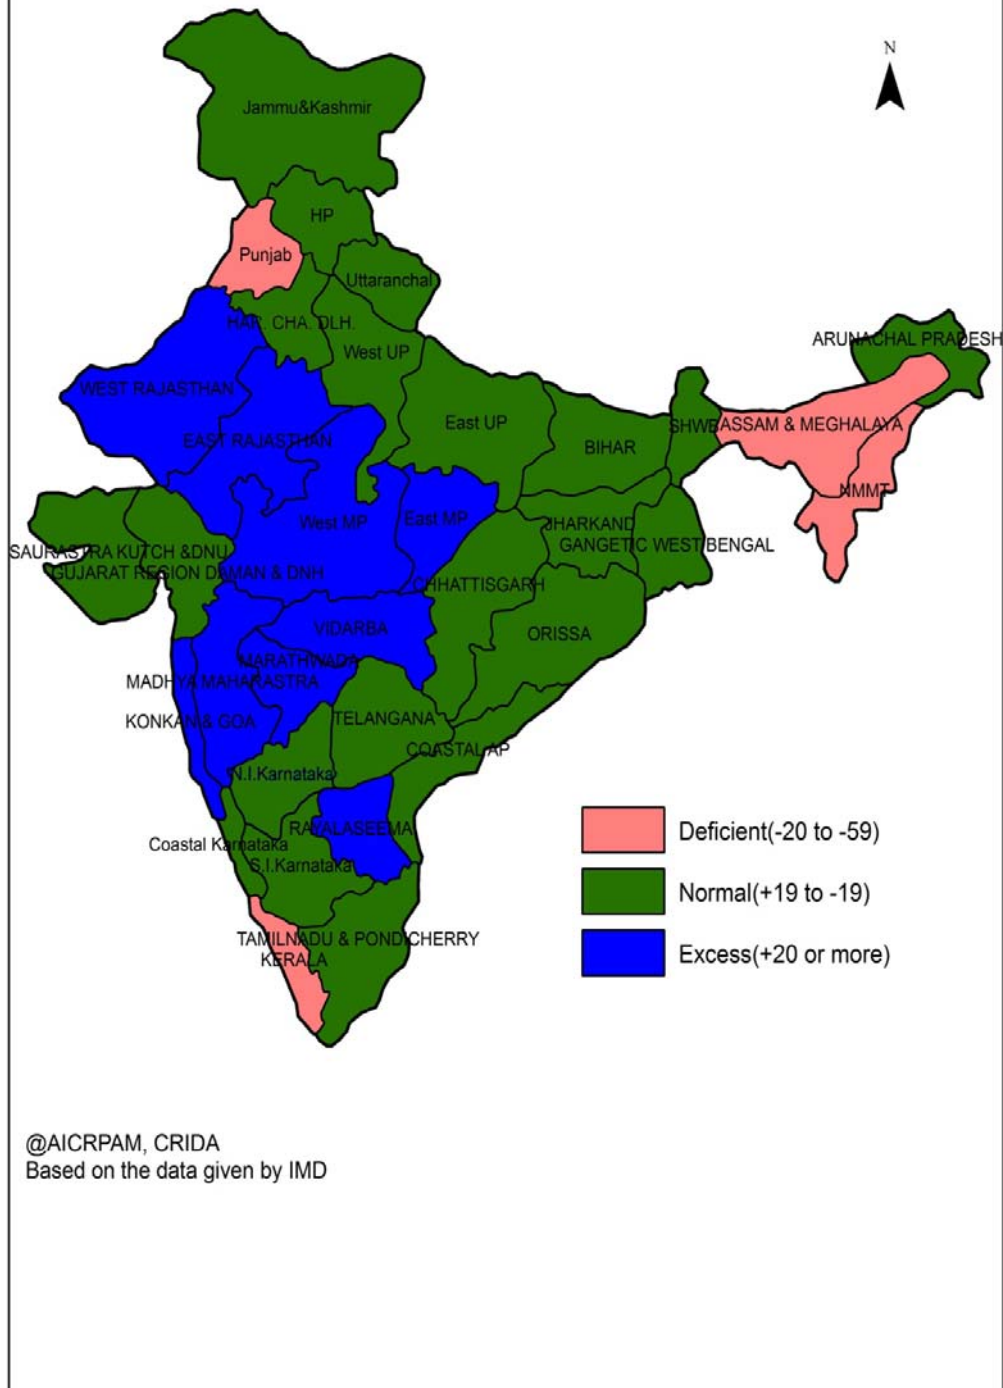 N
Jammu&Kashmir
HP
Punjab
Uttaranchal
HAR. CHA. DLH.
ARUNACHAL PRADESH
West UP
WEST RAJASTHAN
East UP
SHWB
ASSAM & MEGHALAYA
EAST RAJASTHAN
BIHAR
NMMT
West MP
East MP
JHARKAND
GANGETIC WEST BENGAL
SAURASTRA KUTCH &DNU
GUJARAT REGION DAMAN & DNH
CHHATTISGARH
VIDARBA
ORISSA
MARATHWADA
MADHYA MAHARASTRA
KONKAN & GOA
TELANGANA
COASTAL AP
N.I.Karnataka
RAYALASEEMA
Coastal Karnataka
S.I.Karnataka
TAMILNADU & PONDICHERRY
KERALA
Deficient(-20 to -59)
Normal(+19 to -19)
Excess(+20 or more)
@AICRPAM, CRIDA
Based on the data given by IMD